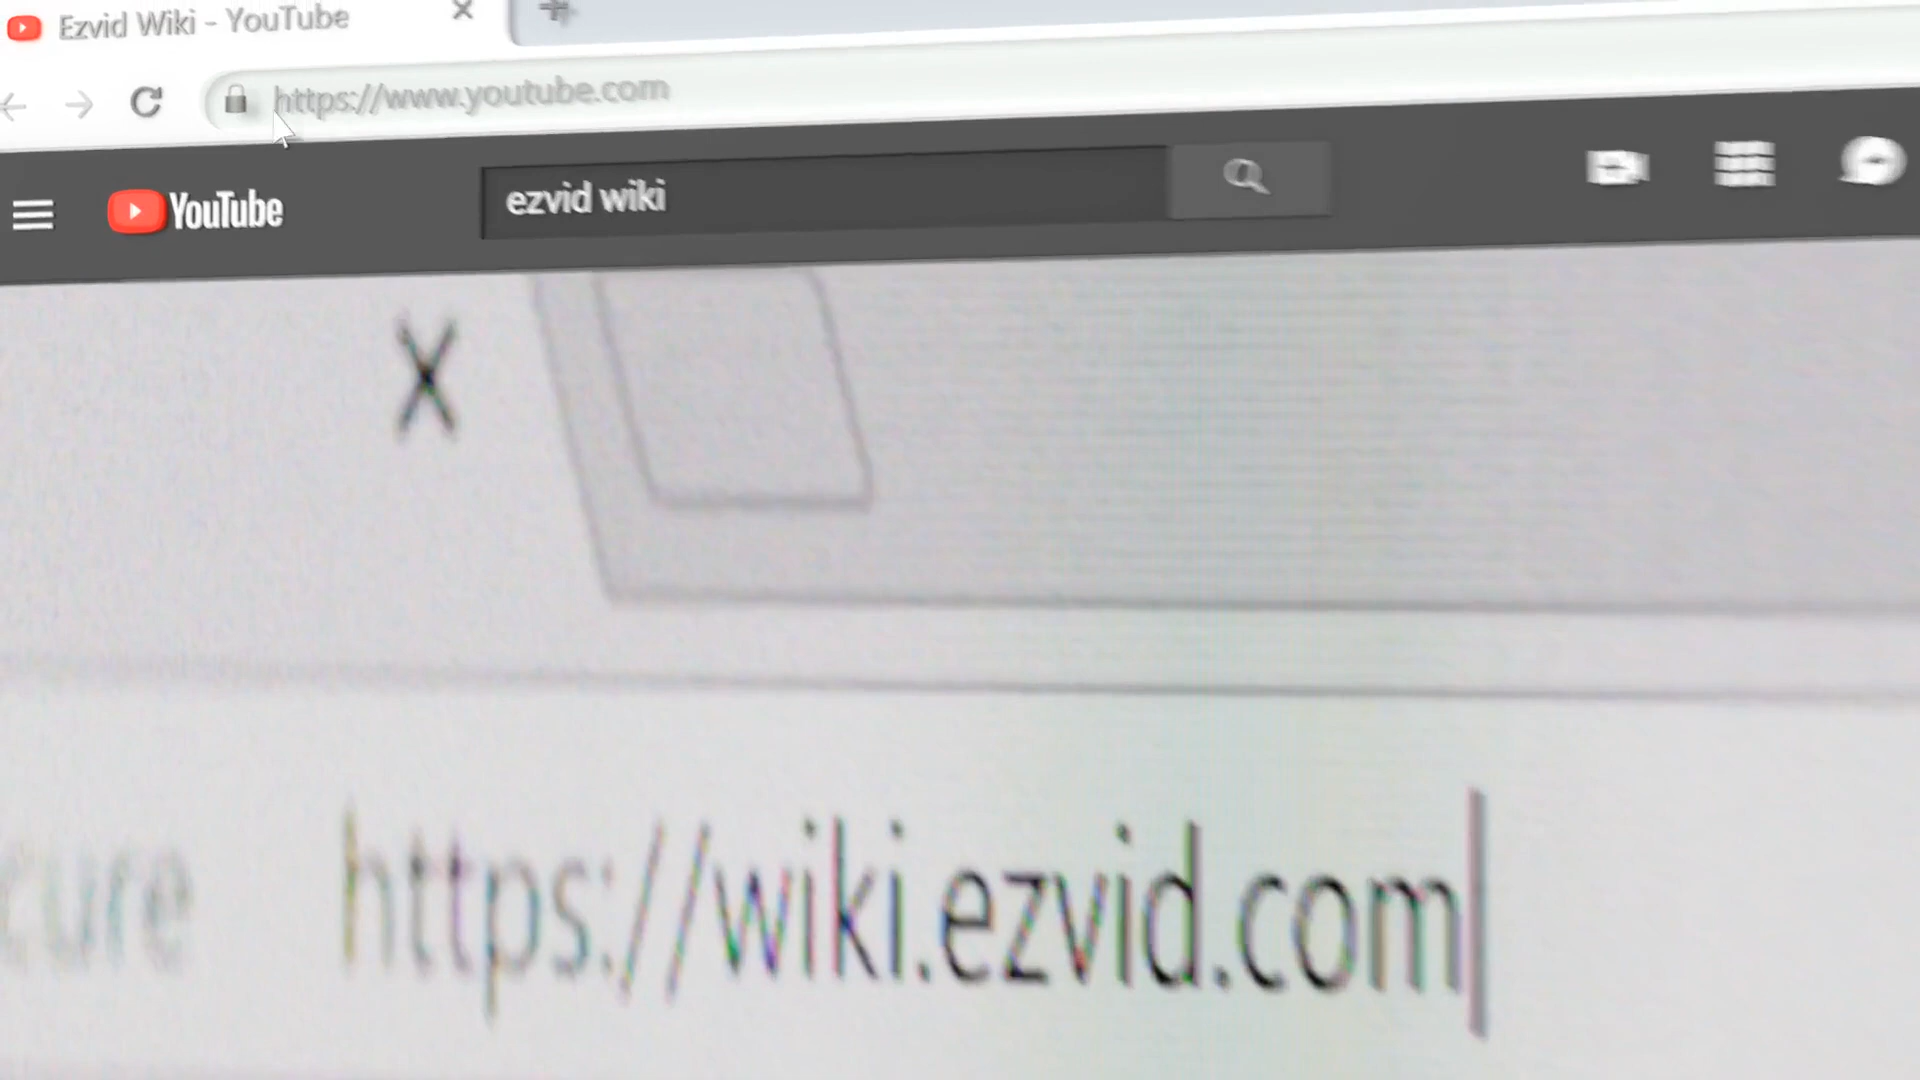 Ezvid Wiki - YouTube
https://www.youtube.com
YouTube
ezvid wiki
X
cure
https://wiki.ezvid.com